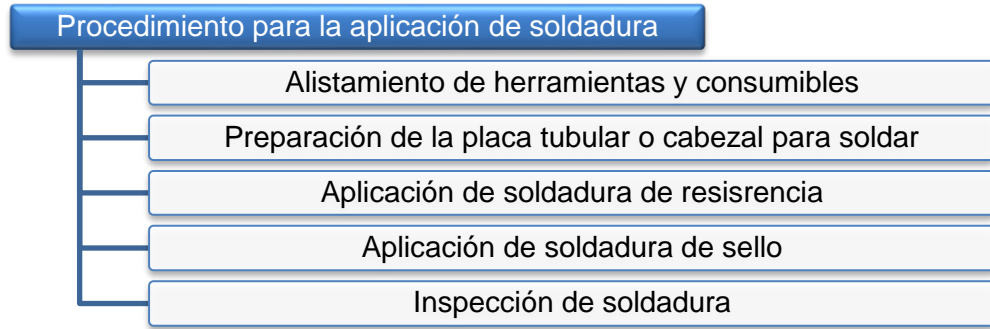 Procedimiento para la aplicación de soldadura
Alistamiento de herramientas y consumibles
Preparación de la placa tubular o cabezal para soldar
Aplicación de soldadura de resisrencia
Aplicación de soldadura de sello
Inspección de soldadura